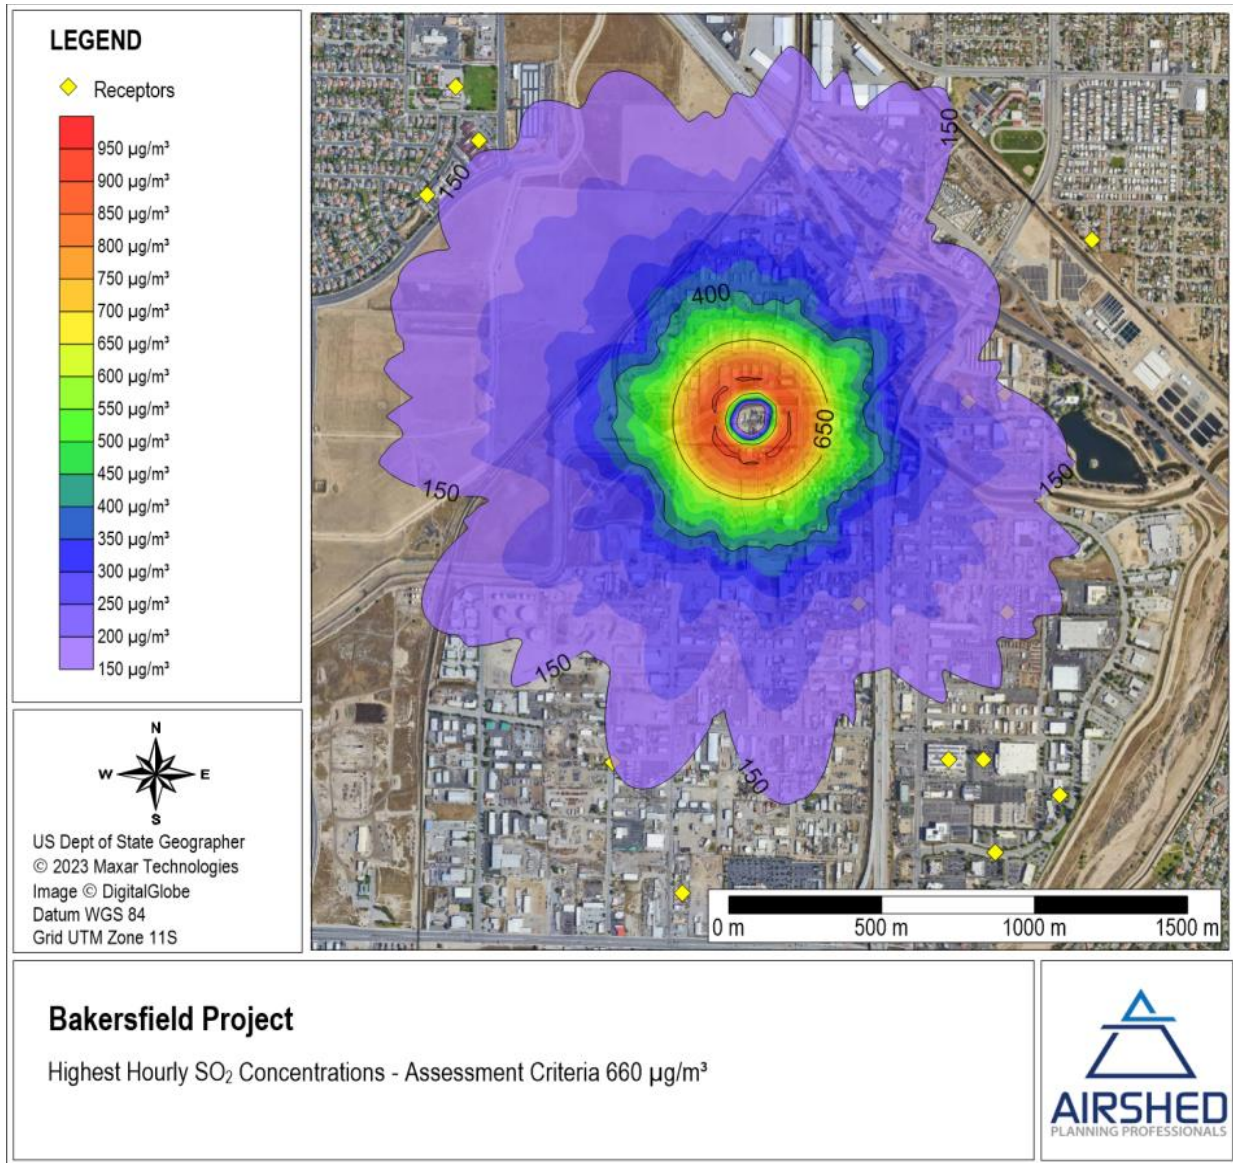 LEGEND
Receptors
950 µg/m³
900 µg/m³
850 µg/m³
800 µg/m³
750 µg/m³
700 µg/m³
650 µg/m³
600 µg/m³
550 µg/m³
500 µg/m³
450 µg/m³
400 µg/m³
350 µg/m³
300 µg/m³
250 µg/m³
200 µg/m³
150 µg/m³
150
150
400
650
150
150
150
150
0 m 500 m 1000 m 1500 m
N
W E
S
US Dept of State Geographer
© 2023 Maxar Technologies
Image © DigitalGlobe
Datum WGS 84
Grid UTM Zone 11S
Bakersfield Project
Highest Hourly SO₂ Concentrations - Assessment Criteria 660 µg/m³
AIRSHED
PLANNING PROFESSIONALS